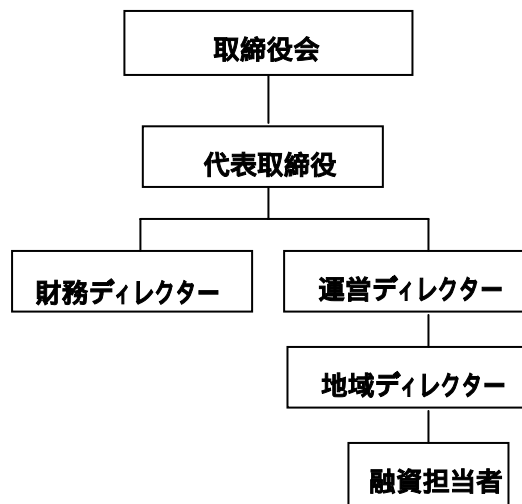 取締役会
代表取締役
財務ディレクター
運営ディレクター
地域ディレクター
融資担当者